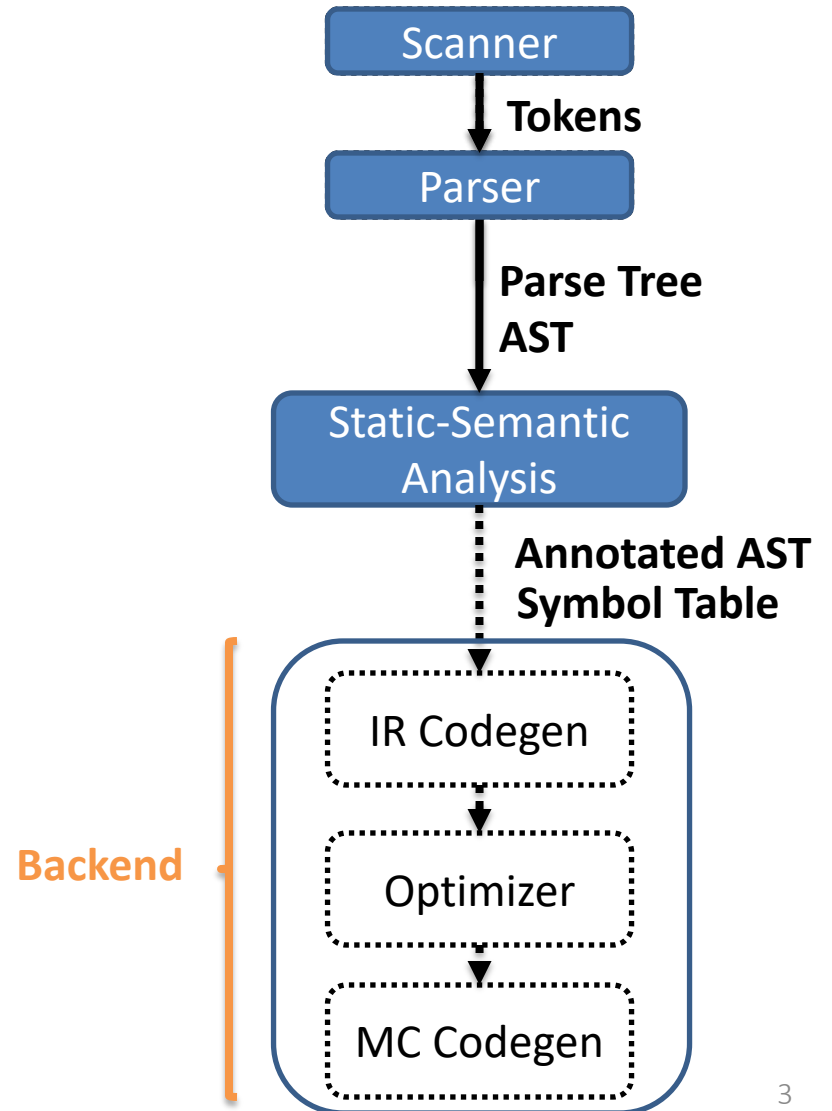 Scanner
Tokens
Parser
Parse Tree
AST
Static-Semantic
Analysis
Annotated AST
Symbol Table
IR Codegen
Backend
Optimizer
MC Codegen
3